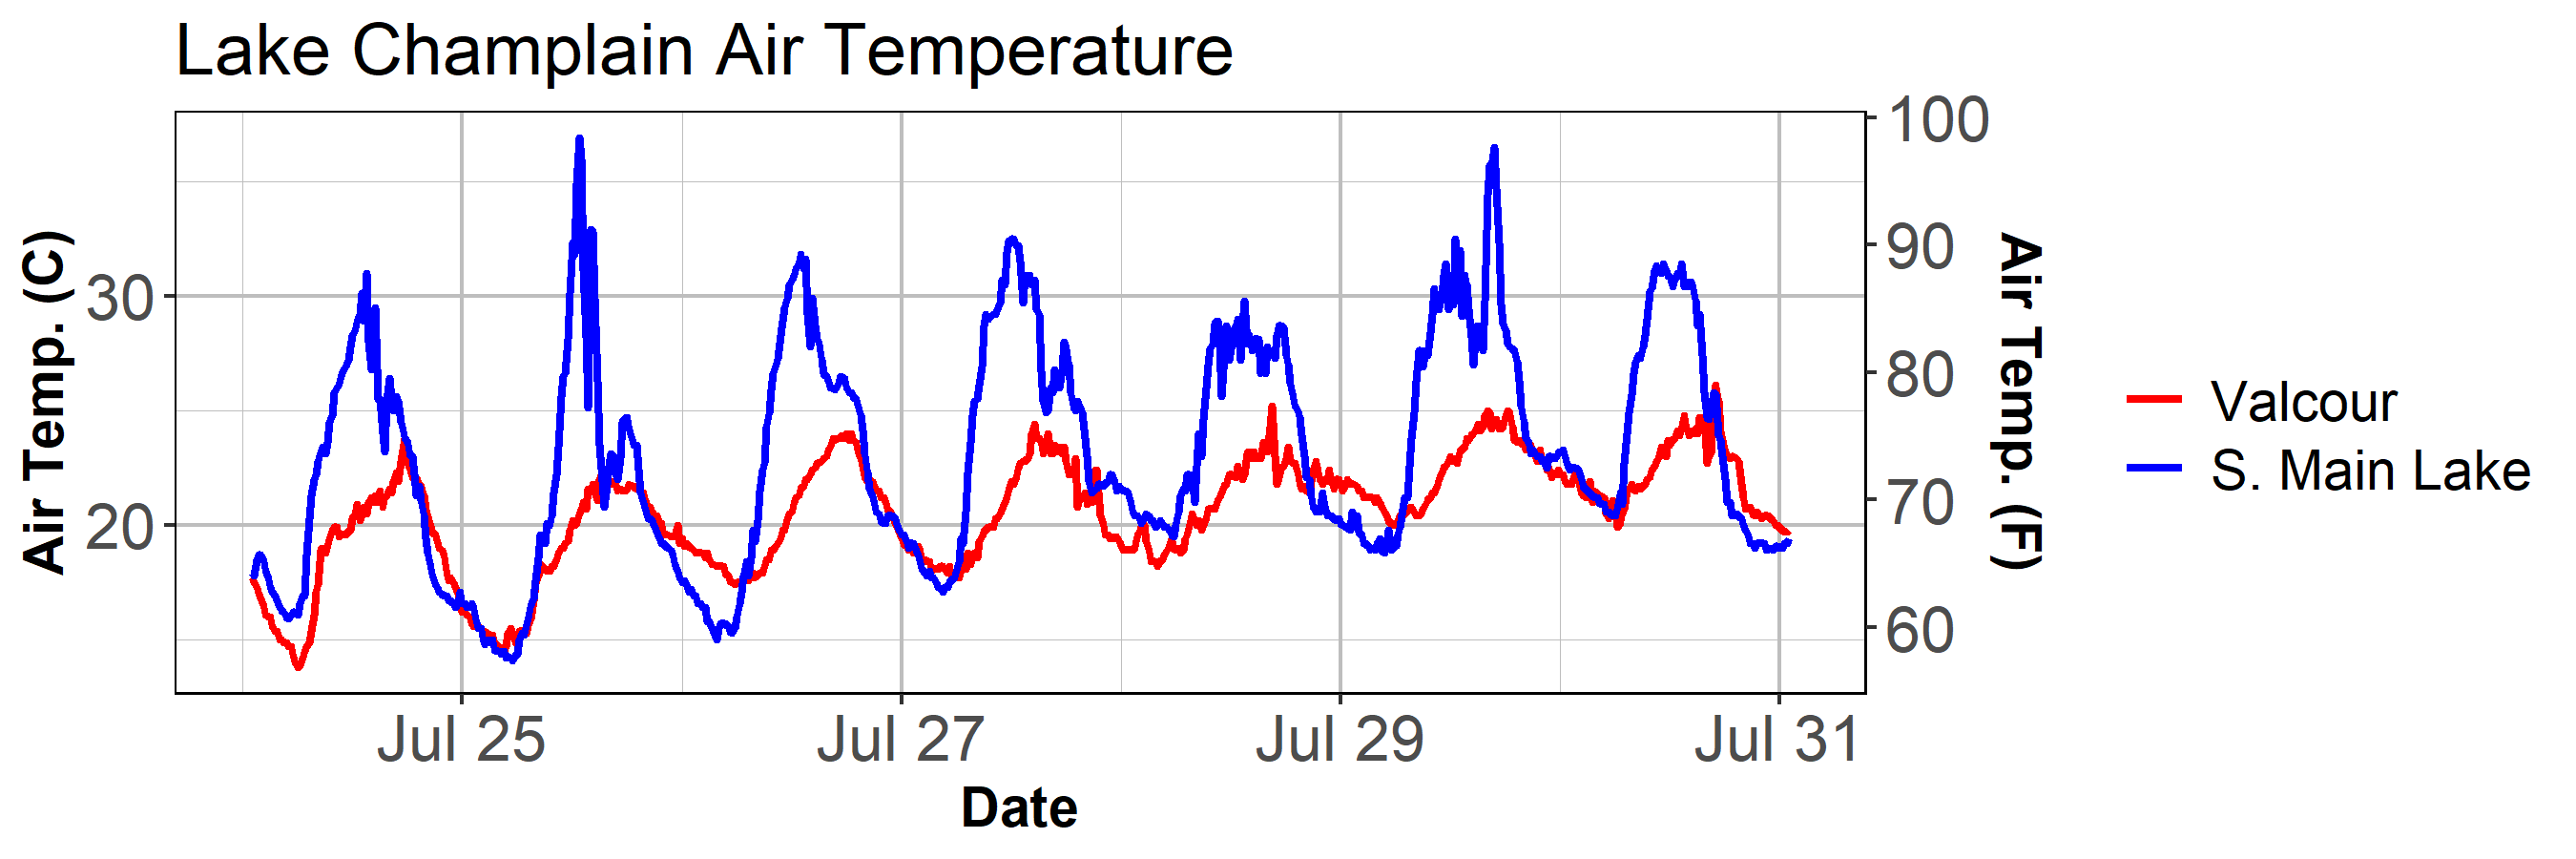 Lake Champlain Air Temperature
Air Temp. (C)
30
20
100
90
80
70
60
Air Temp. (F)
Jul 25
Jul 27
Jul 29
Jul 31
Date
Valcour
S. Main Lake